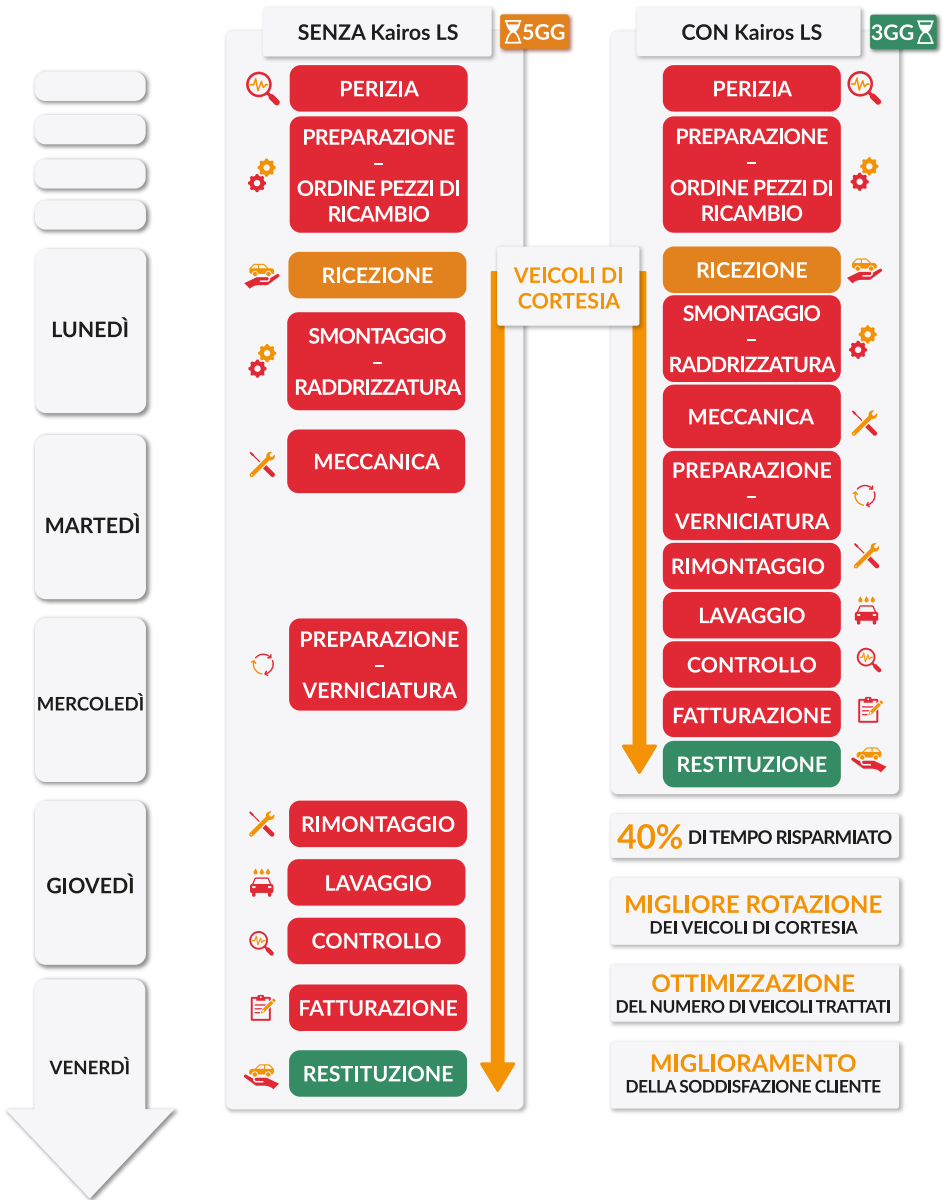 SENZA Kairos LS
5GG
PERIZIA
PREPARAZIONE
–
ORDINE PEZZI DI
RICAMBIO
RICEZIONE
SMONTAGGIO
–
RADDRIZZATURA
MECCANICA
PREPARAZIONE
–
VERNICIATURA
RIMONTAGGIO
LAVAGGIO
CONTROLLO
FATTURAZIONE
RESTITUZIONE
LUNEDÌ
MARTEDÌ
MERCOLEDÌ
GIOVEDÌ
VENERDÌ
VEICOLI DI
CORTESIA
CON Kairos LS
3GG
PERIZIA
PREPARAZIONE
–
ORDINE PEZZI DI
RICAMBIO
RICEZIONE
SMONTAGGIO
–
RADDRIZZATURA
MECCANICA
PREPARAZIONE
–
VERNICIATURA
RIMONTAGGIO
LAVAGGIO
CONTROLLO
FATTURAZIONE
RESTITUZIONE
40% DI TEMPO RISPARMIATO
MIGLIORE ROTAZIONE
DEI VEICOLI DI CORTESIA
OTTIMIZZAZIONE
DEL NUMERO DI VEICOLI TRATTATI
MIGLIORAMENTO
DELLA SODDISFAZIONE CLIENTE